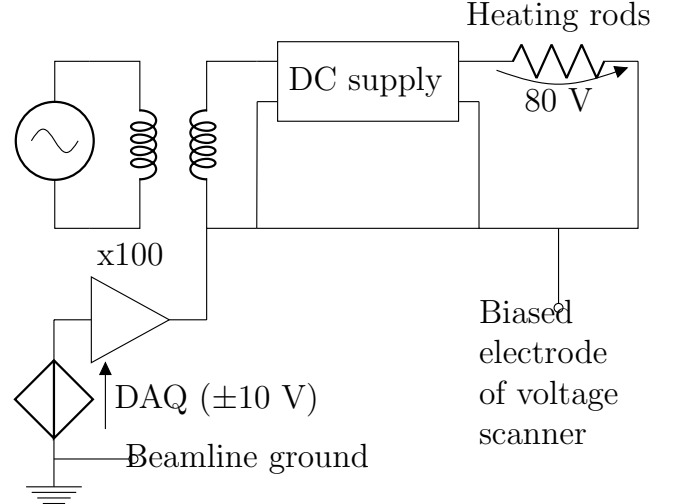 Heating rods
DC supply
80 V
x100
Biased
electrode
of voltage
scanner
DAQ (±10 V)
Beamline ground